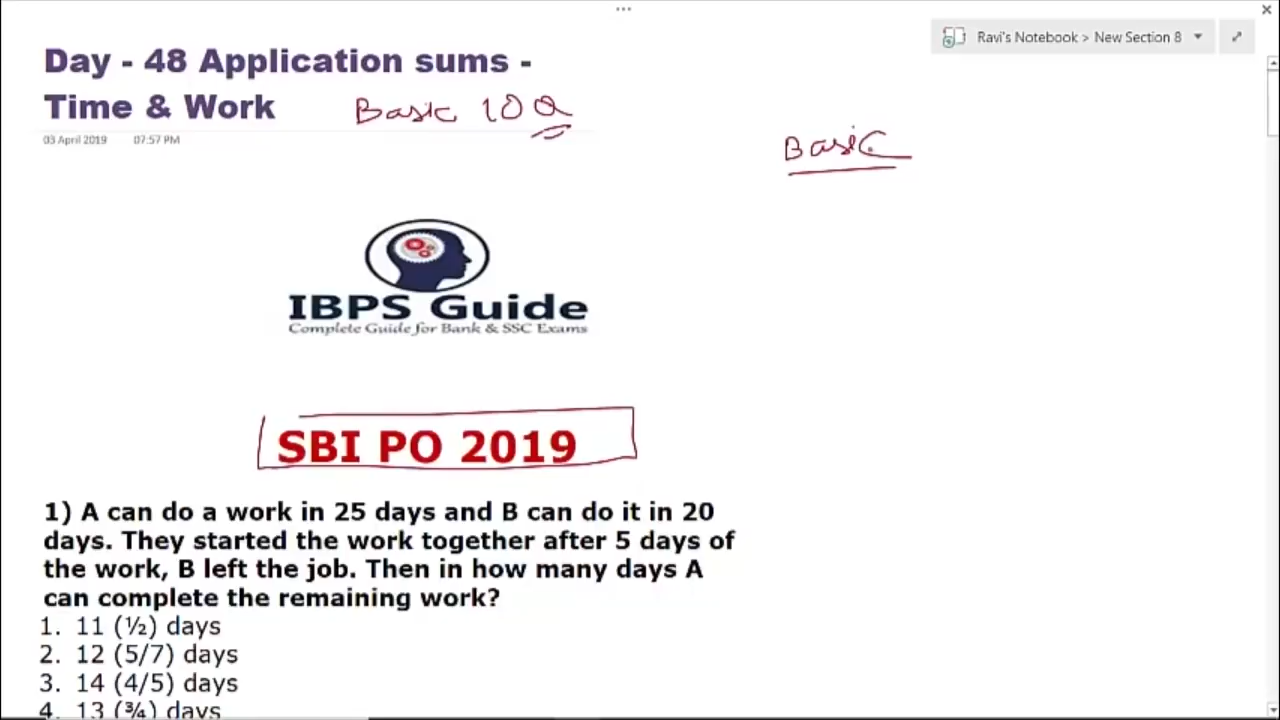 Ravi's Notebook > New Section 8
Day - 48 Application sums -
Time & Work
Basic 10 Q
03 April 2019 07:57 PM
Basic
IBPS Guide
Complete Guide for Bank & SSC Exams
SBI PO 2019
1) A can do a work in 25 days and B can do it in 20
days. They started the work together after 5 days of
the work, B left the job. Then in how many days A
can complete the remaining work?
1. 11 (½) days
2. 12 (5/7) days
3. 14 (4/5) days
4. 13 (¾) days